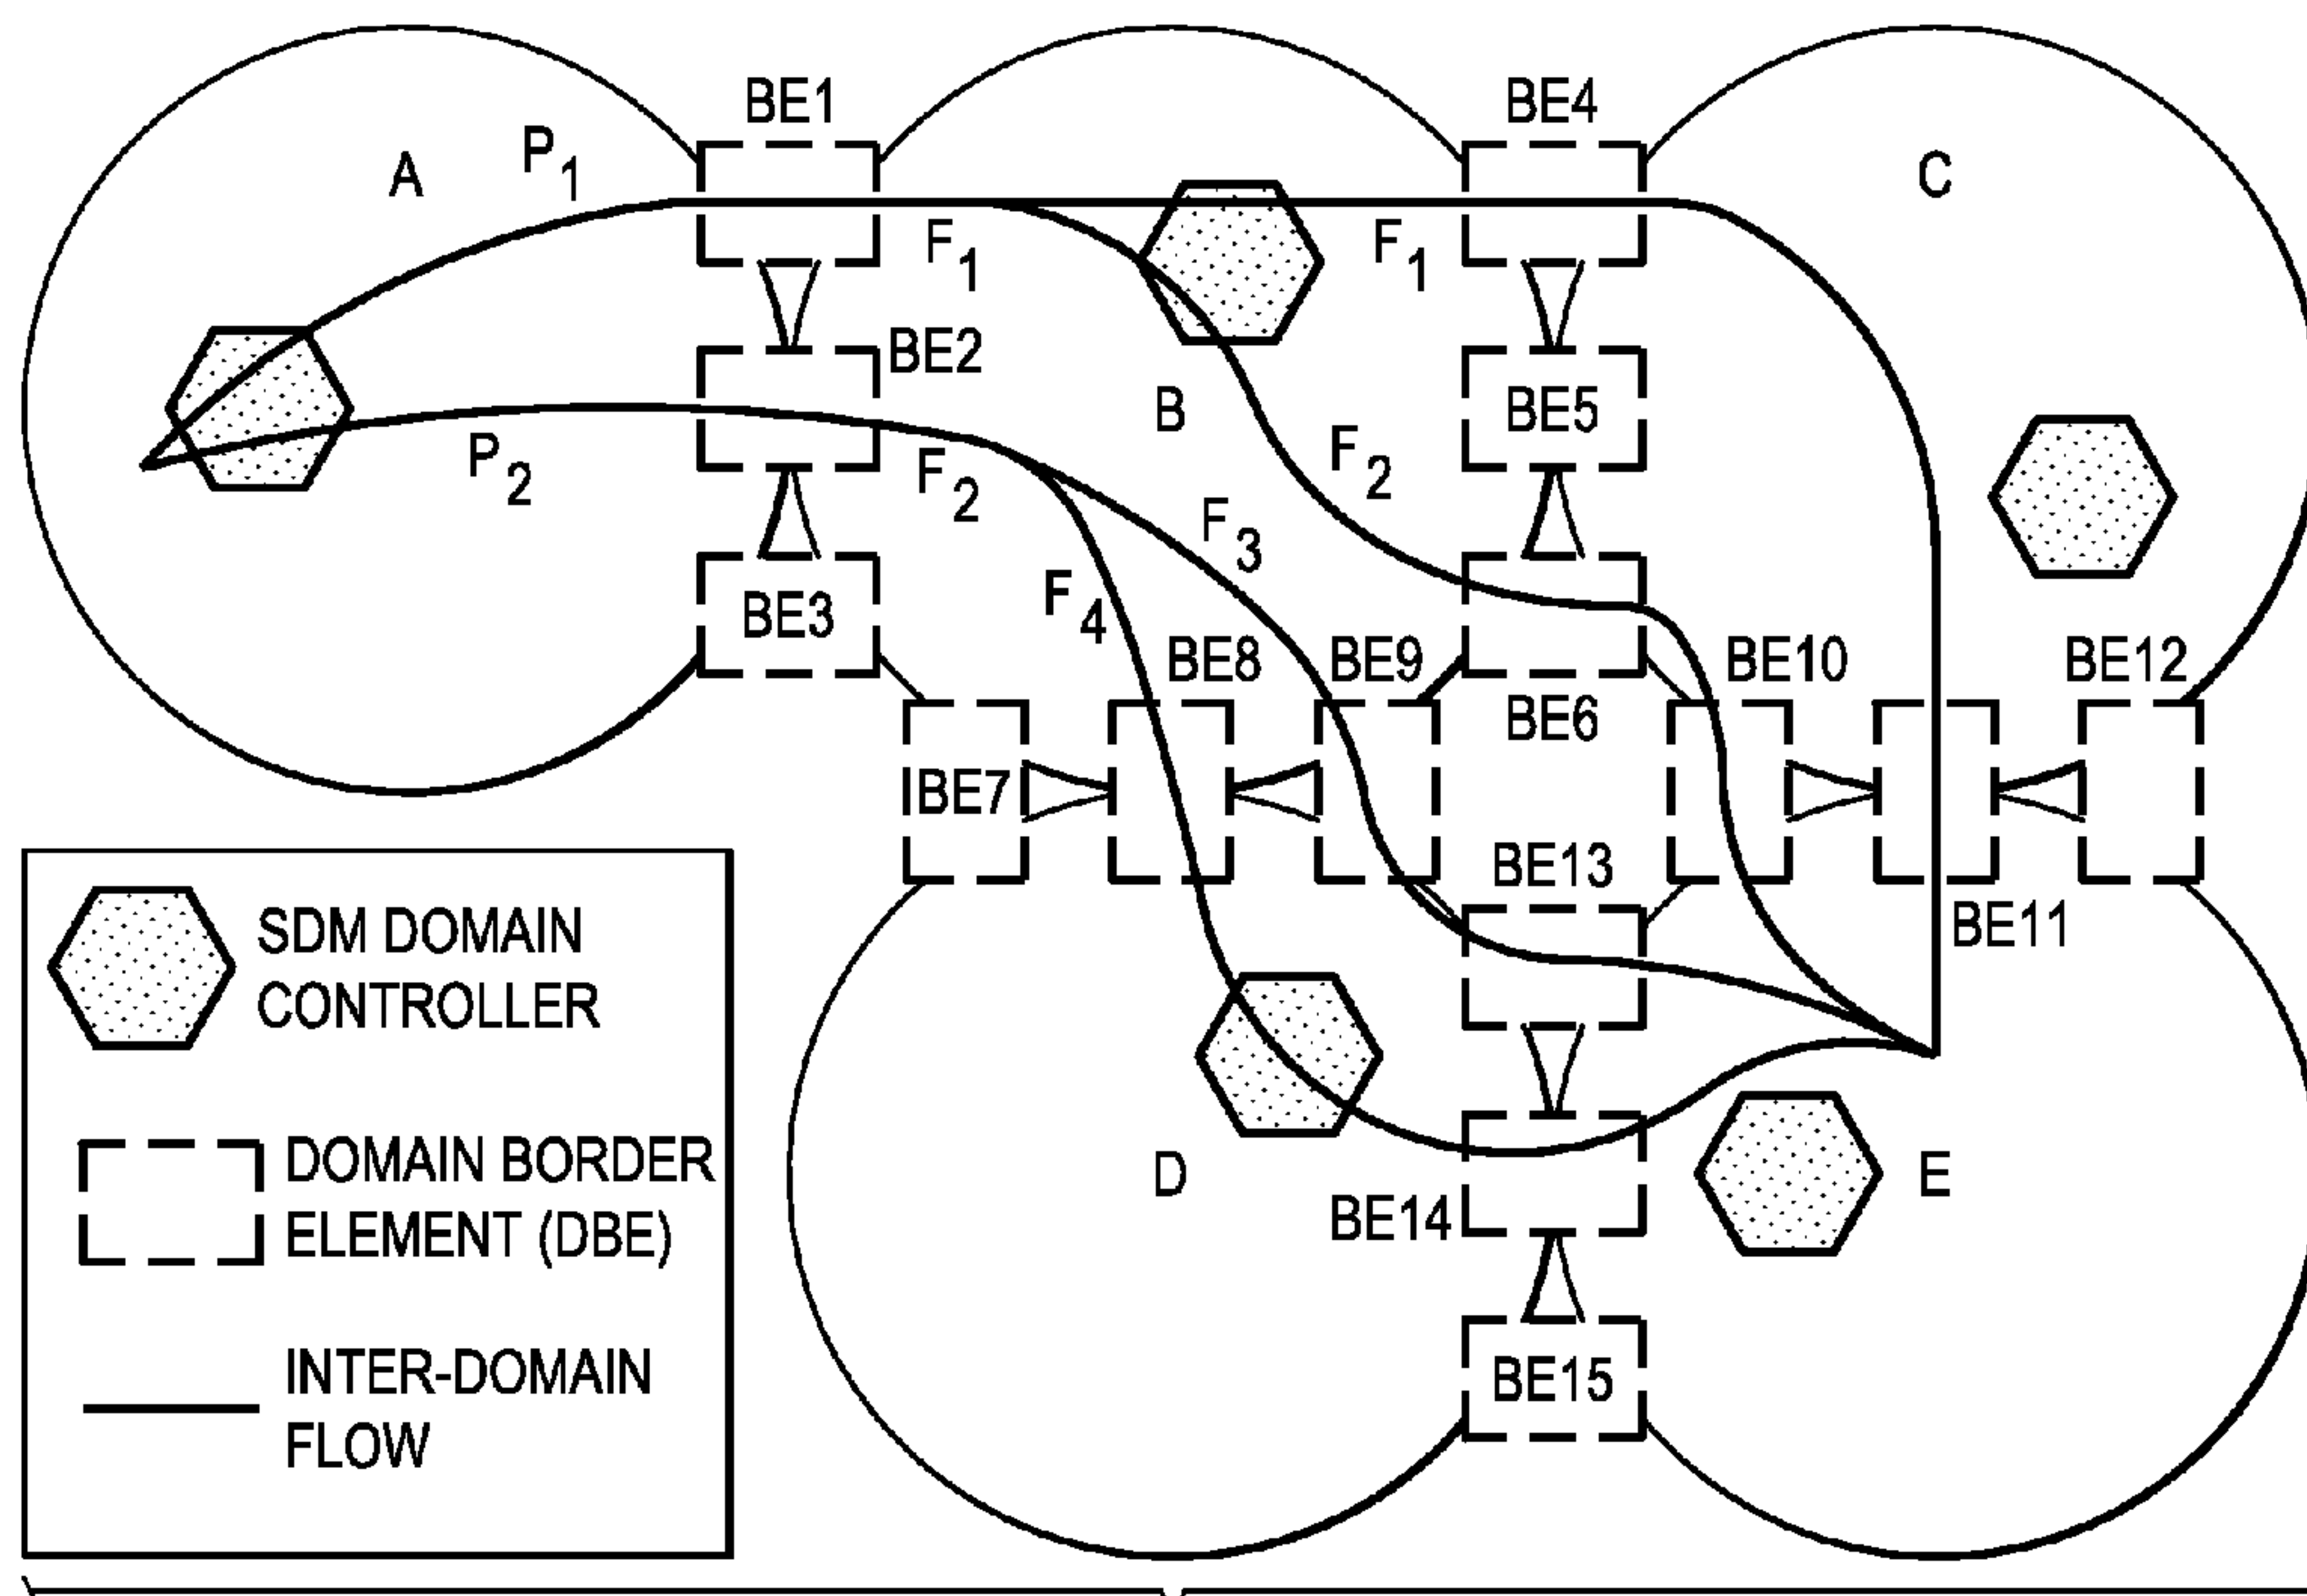 BE1
BE4
P1
A
C
F1
F1
BE2
B
BE5
F2
P2
F2
F3
F4
BE3
BE8
BE9
BE10
BE12
BE6
BE7
BE13
BE11
D
E
BE14
BE15
SDM DOMAIN
CONTROLLER
DOMAIN BORDER
ELEMENT (DBE)
INTER-DOMAIN
FLOW